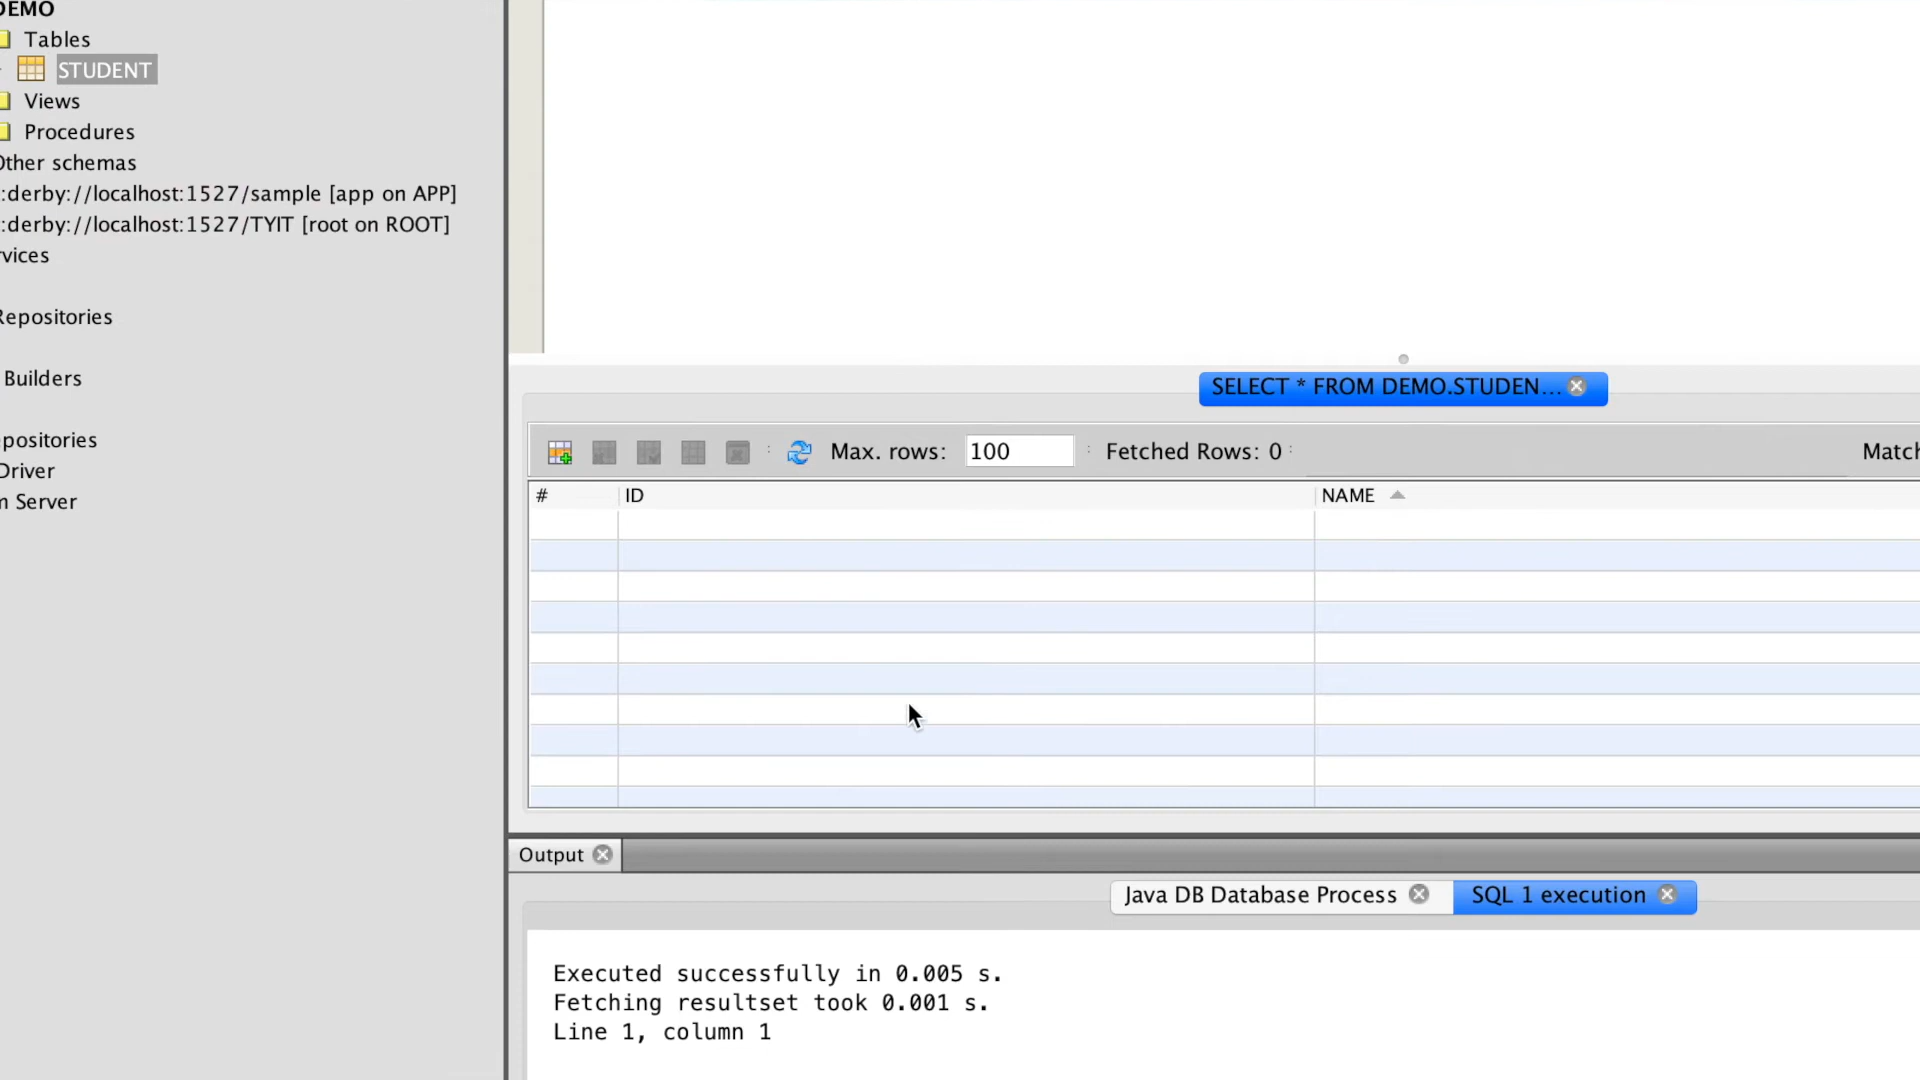 DEMO
Tables
STUDENT
Views
Procedures
Other schemas
:derby://localhost:1527/sample [app on APP]
:derby://localhost:1527/TYIT [root on ROOT]
rvices
Repositories
Builders
positories
Driver
n Server
SELECT * FROM DEMO.STUDEN...
Max. rows: 100 Fetched Rows: 0 Match
# ID NAME
Output
Java DB Database Process SQL 1 execution
Executed successfully in 0.005 s.
Fetching resultset took 0.001 s.
Line 1, column 1